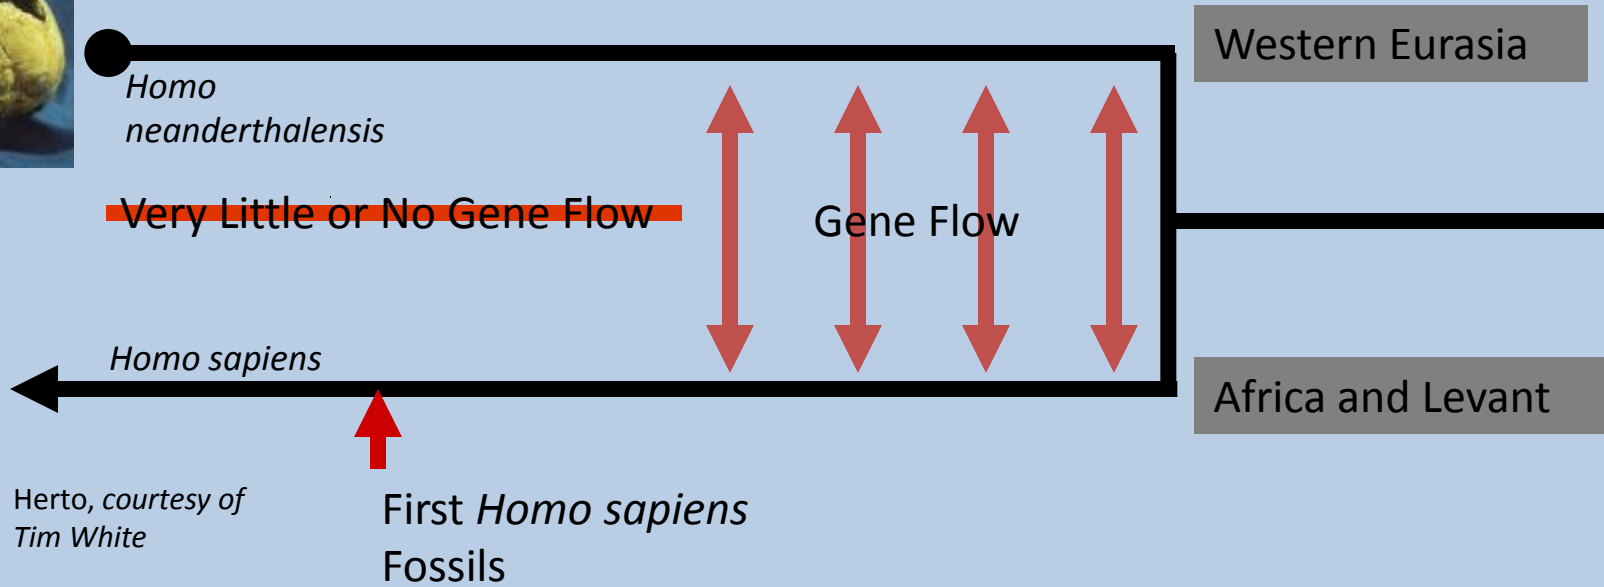 Western Eurasia
Homo
neanderthalensis
Very Little or No Gene Flow
Gene Flow
Homo sapiens
Africa and Levant
Herto, courtesy of
Tim White
First Homo sapiens
Fossils